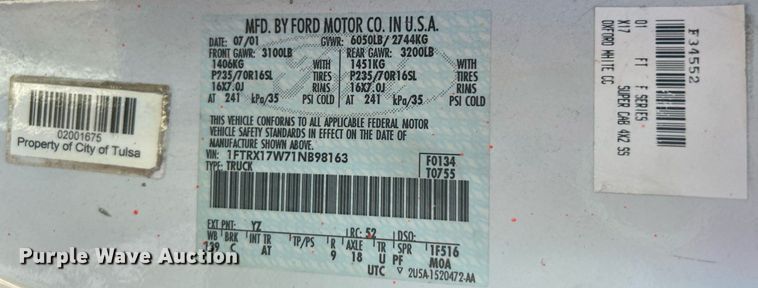 02001675
Property of City of Tulsa
MFD. BY FORD MOTOR CO. IN U.S.A.
DATE: 07/01 GVWR: 6050LB/ 2744KG
FRONT GAWR: 3100LB REAR GAWR: 3200LB
1406KG WITH 1451KG WITH
P235/70R16SL TIRES P235/70R16SL TIRES
16X7.0J RIMS 16X7.0J RIMS
AT 241 kPa/35 PSI COLD AT 241 kPa/35 PSI COLD
THIS VEHICLE CONFORMS TO ALL APPLICABLE FEDERAL MOTOR
VEHICLE SAFETY STANDARDS IN EFFECT ON THE DATE OF
MANUFACTURE SHOWN ABOVE.
VIN: 1FTRX17W71NB98163 F0134
TYPE: TRUCK T0755
EXT PNT: YZ RC: 52 DSO:
WB BRK INT TR TP/PS R AXLE TR SPR 1F516
139 C AT 9 18 U PF M0A
UTC 2U5A-1520472-AA
F34552
01 FT F SERIES
X17 SUPER CAB 4X2 SS
OXFORD WHITE CC
Purple Wave Auction